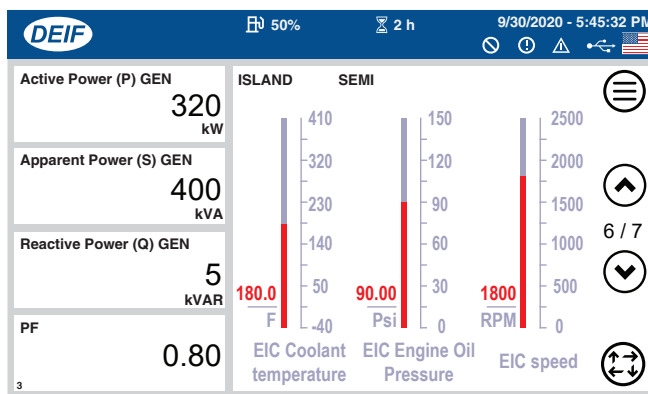 DEIF
50%
2 h
9/30/2020 - 5:45:32 PM
Active Power (P) GEN
320
kW
Apparent Power (S) GEN
400
kVA
Reactive Power (Q) GEN
5
kVAR
PF
0.80
3
ISLAND SEMI
410
320
230
140
50
-40
180.0
F
EIC Coolant
temperature
150
120
90
60
30
0
90.00
Psi
EIC Engine Oil
Pressure
2500
2000
1500
1000
500
0
1800
RPM
EIC speed
6 / 7